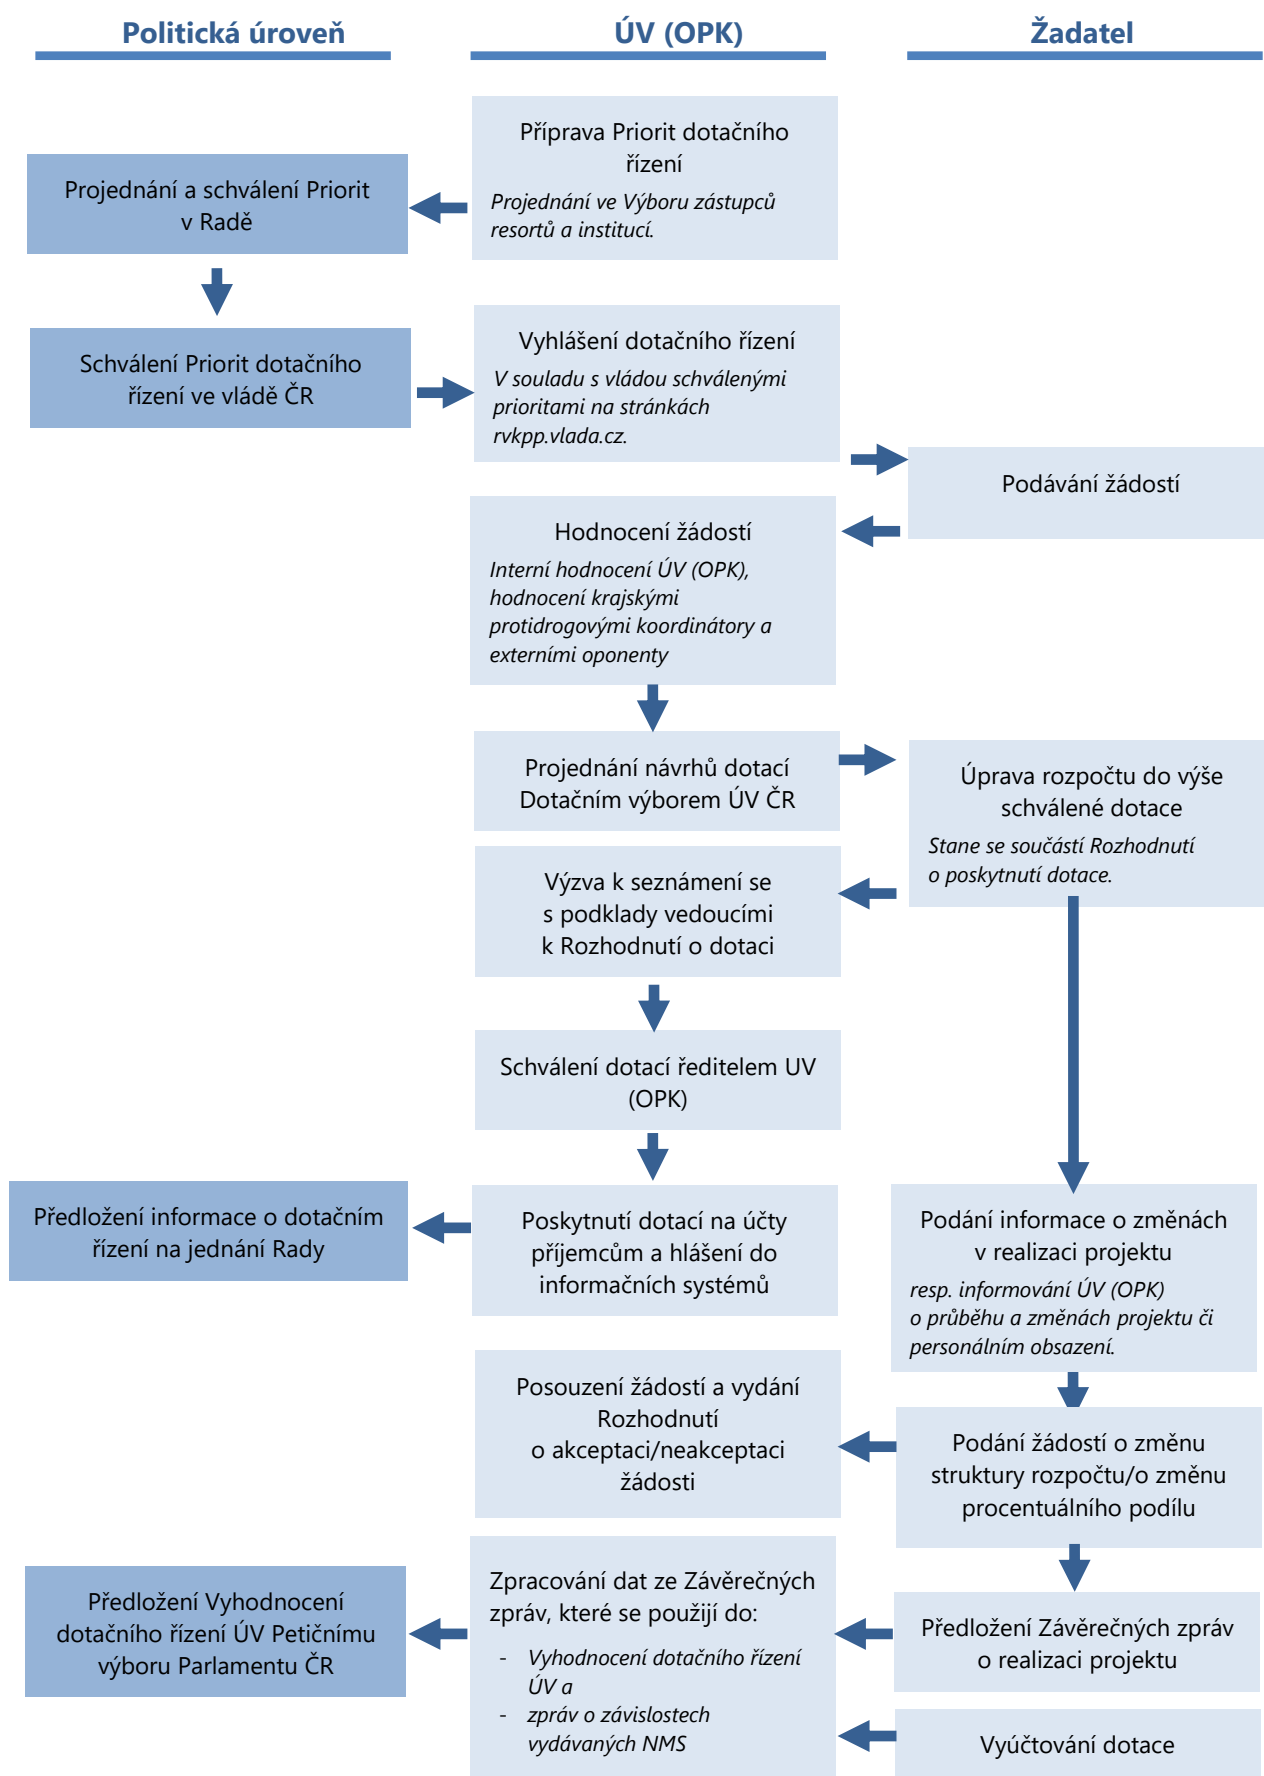 Politická úroveň
ÚV (OPK)
Žadatel
Příprava Priorit dotačního
řízení
Projednání ve Výboru zástupců
resortů a institucí.
Projednání a schválení Priorit
v Radě
Schválení Priorit dotačního
řízení ve vládě ČR
Vyhlášení dotačního řízení
V souladu s vládou schválenými
prioritami na stránkách
rvkpp.vlada.cz.
Podávání žádostí
Hodnocení žádostí
Interní hodnocení ÚV (OPK),
hodnocení krajskými
protidrogovými koordinátory a
externími oponenty
Projednání návrhů dotací
Dotačním výborem ÚV ČR
Úprava rozpočtu do výše
schválené dotace
Stane se součástí Rozhodnutí
o poskytnutí dotace.
Výzva k seznámení se
s podklady vedoucími
k Rozhodnutí o dotaci
Schválení dotací ředitelem UV
(OPK)
Předložení informace o dotačním
řízení na jednání Rady
Poskytnutí dotací na účty
příjemcům a hlášení do
informačních systémů
Podání informace o změnách
v realizaci projektu
resp. informování ÚV (OPK)
o průběhu a změnách projektu či
personálním obsazení.
Posouzení žádostí a vydání
Rozhodnutí
o akceptaci/neakceptaci
žádosti
Podání žádostí o změnu
struktury rozpočtu/o změnu
procentuálního podílu
Předložení Vyhodnocení
dotačního řízení ÚV Petičnímu
výboru Parlamentu ČR
Zpracování dat ze Závěrečných
zpráv, které se použijí do:
- Vyhodnocení dotačního řízení
ÚV a
- zpráv o závislostech
vydávaných NMS
Předložení Závěrečných zpráv
o realizaci projektu
Vyúčtování dotace